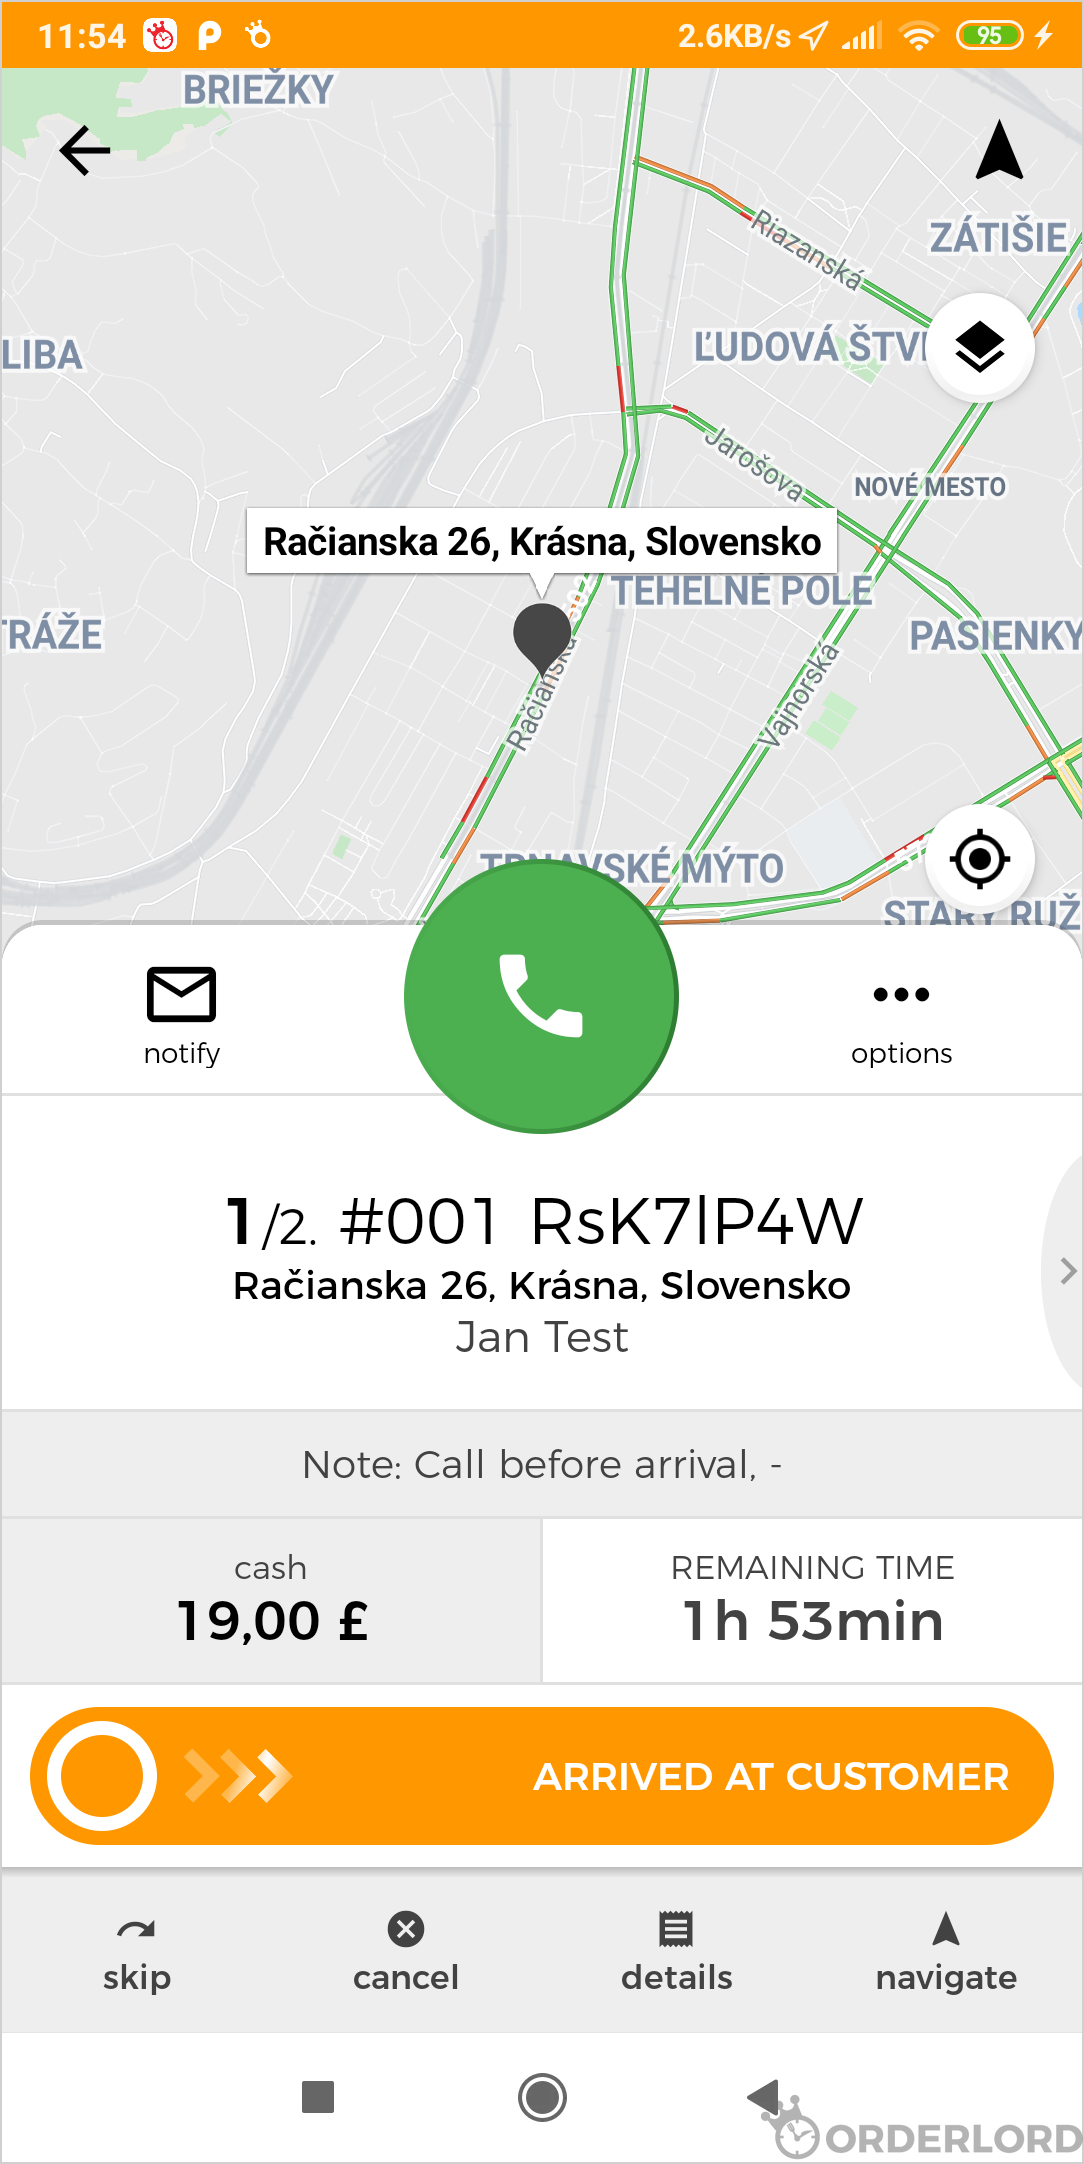 11:54 P 2.6KB/s 95
BRIEŽKY
Riazanská
ZÁTIŠIE
LIBA
ĽUDOVÁ ŠTV
Jarošova
NOVÉ MESTO
Račianska 26, Krásna, Slovensko
TEHELNÉ POLE
TRÁŽE
PASIENKY
Račianska
Vajnorská
TRNAVSKÉ MÝTO
STARÝ RUŽ
notify
options
1/2. #001 RsK7lP4W
Račianska 26, Krásna, Slovensko
Jan Test
Note: Call before arrival, -
cash REMAINING TIME
19,00 £ 1h 53min
ARRIVED AT CUSTOMER
skip cancel details navigate
ORDERLORD